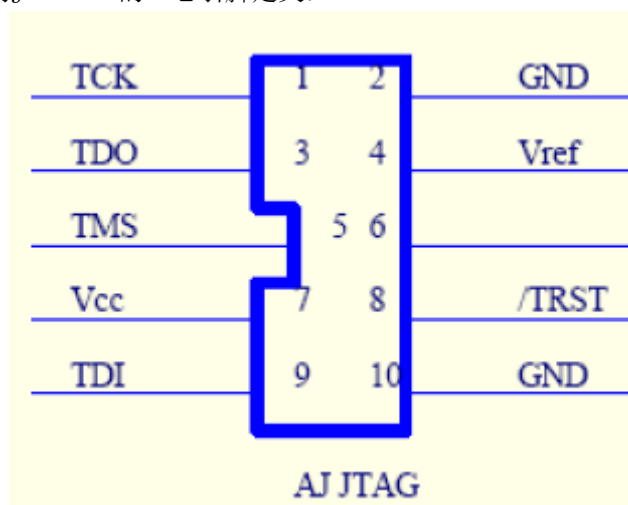 TCK 1 2 GND
TDO 3 4 Vref
TMS 5 6
Vcc 7 8 /TRST
TDI 9 10 GND
AJ JTAG